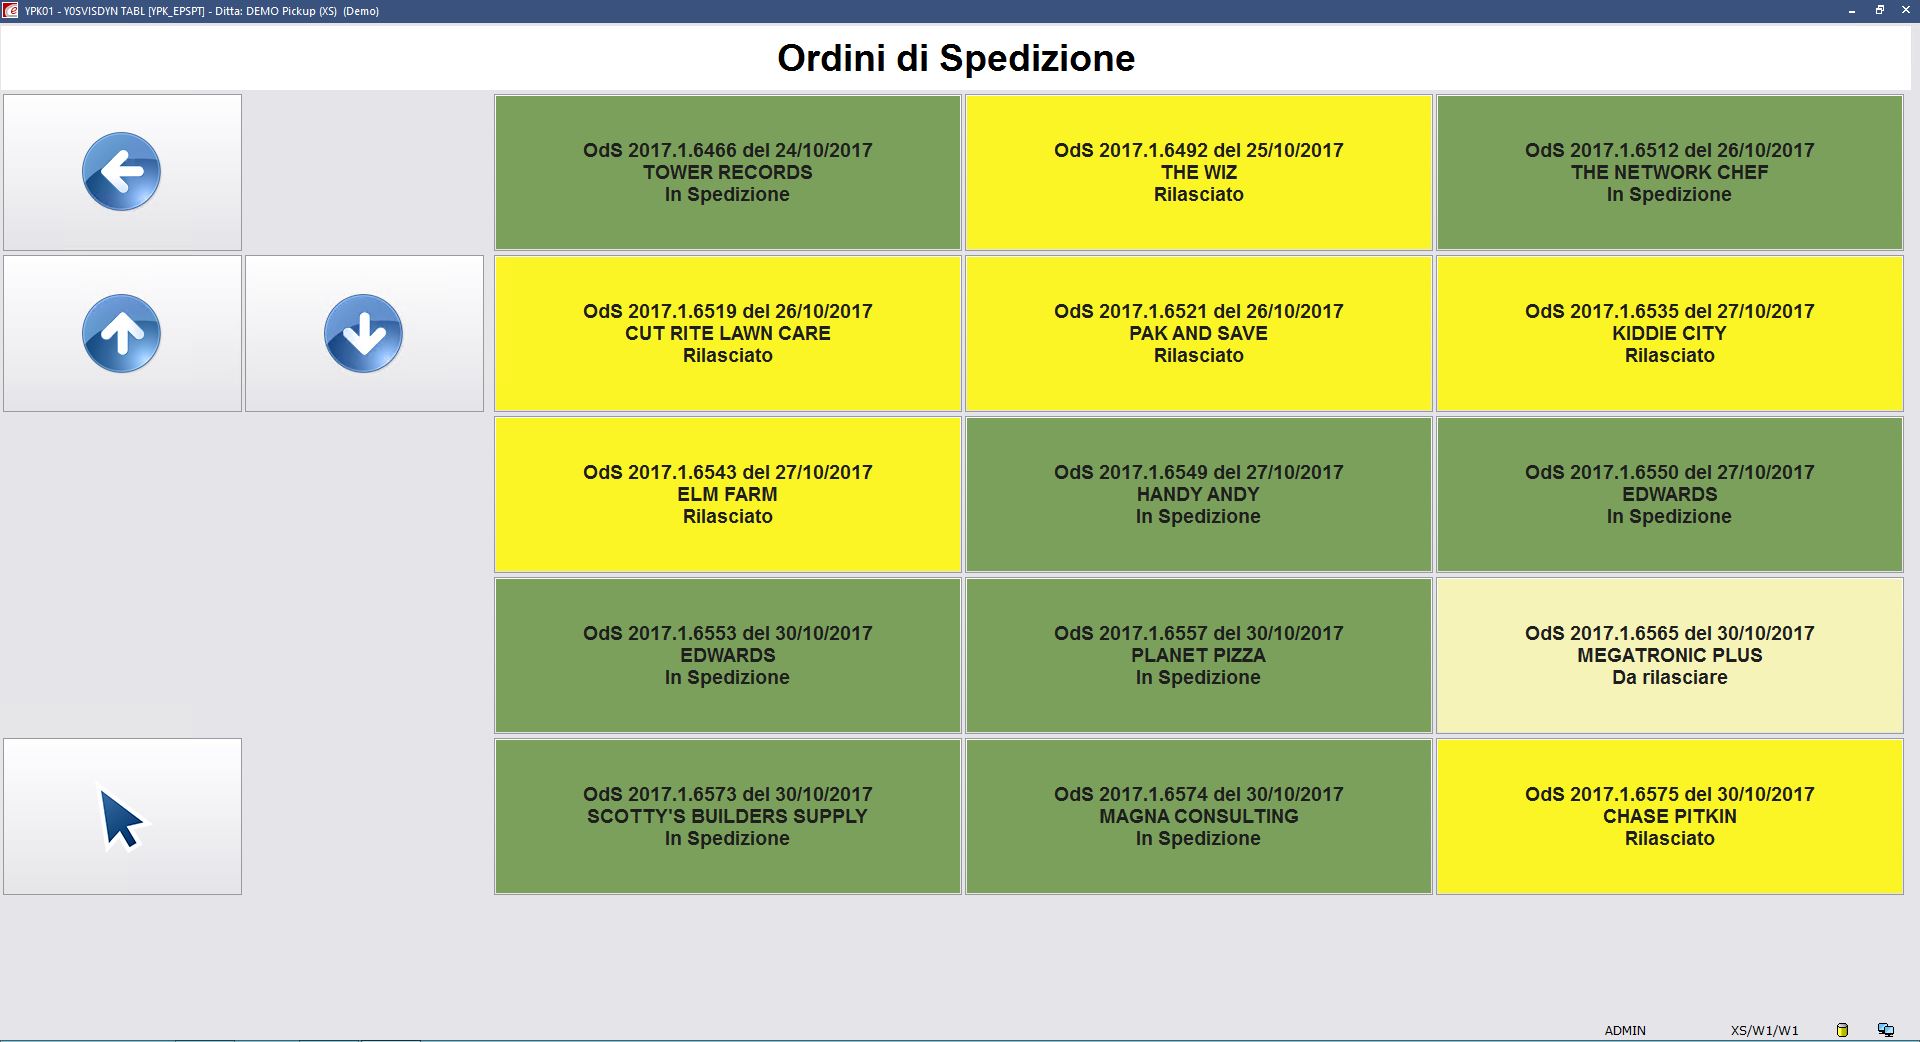 YPK01 - Y0SVISDYN TABL [YPK_EPSPT] - Ditta: DEMO Pickup (XS)  (Demo)
Ordini di Spedizione
OdS 2017.1.6466 del 24/10/2017
TOWER RECORDS
In Spedizione
OdS 2017.1.6492 del 25/10/2017
THE WIZ
Rilasciato
OdS 2017.1.6512 del 26/10/2017
THE NETWORK CHEF
In Spedizione
OdS 2017.1.6519 del 26/10/2017
CUT RITE LAWN CARE
Rilasciato
OdS 2017.1.6521 del 26/10/2017
PAK AND SAVE
Rilasciato
OdS 2017.1.6535 del 27/10/2017
KIDDIE CITY
Rilasciato
OdS 2017.1.6543 del 27/10/2017
ELM FARM
Rilasciato
OdS 2017.1.6549 del 27/10/2017
HANDY ANDY
In Spedizione
OdS 2017.1.6550 del 27/10/2017
EDWARDS
In Spedizione
OdS 2017.1.6553 del 30/10/2017
EDWARDS
In Spedizione
OdS 2017.1.6557 del 30/10/2017
PLANET PIZZA
In Spedizione
OdS 2017.1.6565 del 30/10/2017
MEGATRONIC PLUS
Da rilasciare
OdS 2017.1.6573 del 30/10/2017
SCOTTY'S BUILDERS SUPPLY
In Spedizione
OdS 2017.1.6574 del 30/10/2017
MAGNA CONSULTING
In Spedizione
OdS 2017.1.6575 del 30/10/2017
CHASE PITKIN
Rilasciato
ADMIN
XS/W1/W1